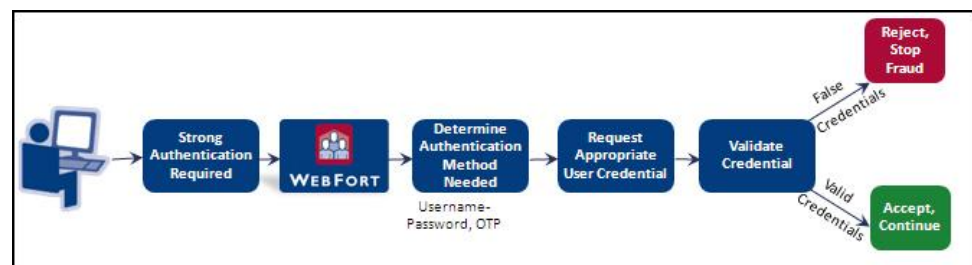 Strong
Authentication
Required
WEBFORT
Determine
Authentication
Method
Needed
Username-
Password, OTP
Request
Appropriate
User Credential
Validate
Credential
False
Credentials
Reject,
Stop
Fraud
Valid
Credentials
Accept,
Continue